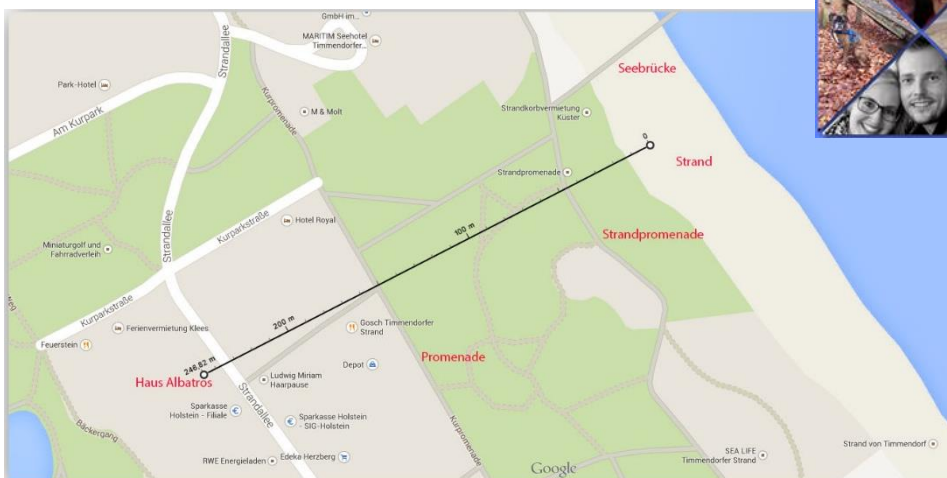 GmbH im...
MARITIM Seehotel
Timmendorfer...
Strandallee
Park-Hotel
Am Kurpark
Kurpromenade
M & Molt
Seebrücke
Strandkorbvermietung
Küster
0
Strand
Strandpromenade
Strandpromenade
100 m
Hotel Royal
Kurparkstraße
Strandallee
Miniaturgolf und
Fahrradverleih
Kurparkstraße
Ferienvermietung Klees
Feuerstein
200 m
Gosch Timmendorfer
Strand
246,82 m
Haus Albatros
Depot
Promenade
Ludwig Miriam
Haarpause
Strandallee
Sparkasse
Holstein - Filiale
Sparkasse Holstein
- SIG-Holstein
Bäckergang
Kurpromenade
RWE Energieladen
Edeka Herzberg
Google
SEA LIFE
Timmendorfer Strand
Strand von Timmendorf